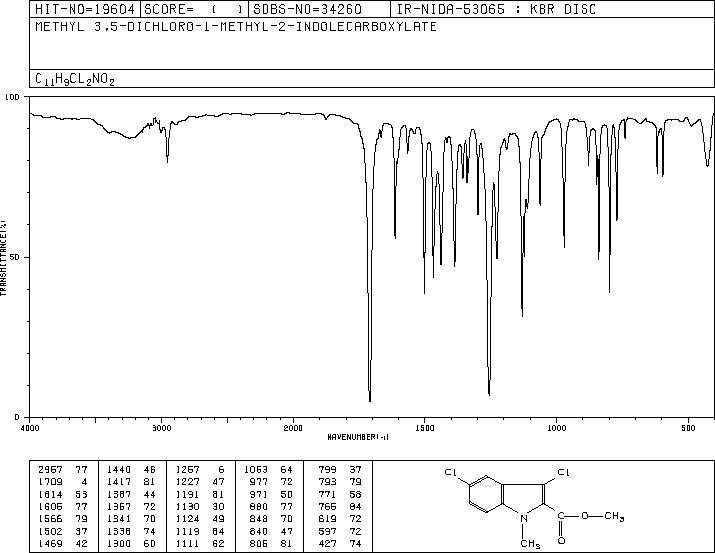 HIT-NO=19604 SCORE= ( ) SDBS-NO=34260 IR-NIDA-53065 : KBR DISC
METHYL 3,5-DICHLORO-1-METHYL-2-INDOLECARBOXYLATE
C11H9CL2NO2
100
50
0
TRANSMITTANCE(%)
4000 3000 2000 1500 1000 500
WAVENUMBER(-1)
2957 77 1440 46 1257 6 1063 64 799 37
1709 4 1417 81 1227 47 977 72 793 79
1614 53 1387 44 1191 81 971 50 771 58
1605 77 1357 72 1130 30 880 77 766 84
1566 79 1341 70 1124 49 848 70 619 72
1502 37 1338 74 1119 84 840 47 597 72
1469 42 1300 60 1111 62 806 81 427 74
Cl Cl
C O CH3
N O
CH3